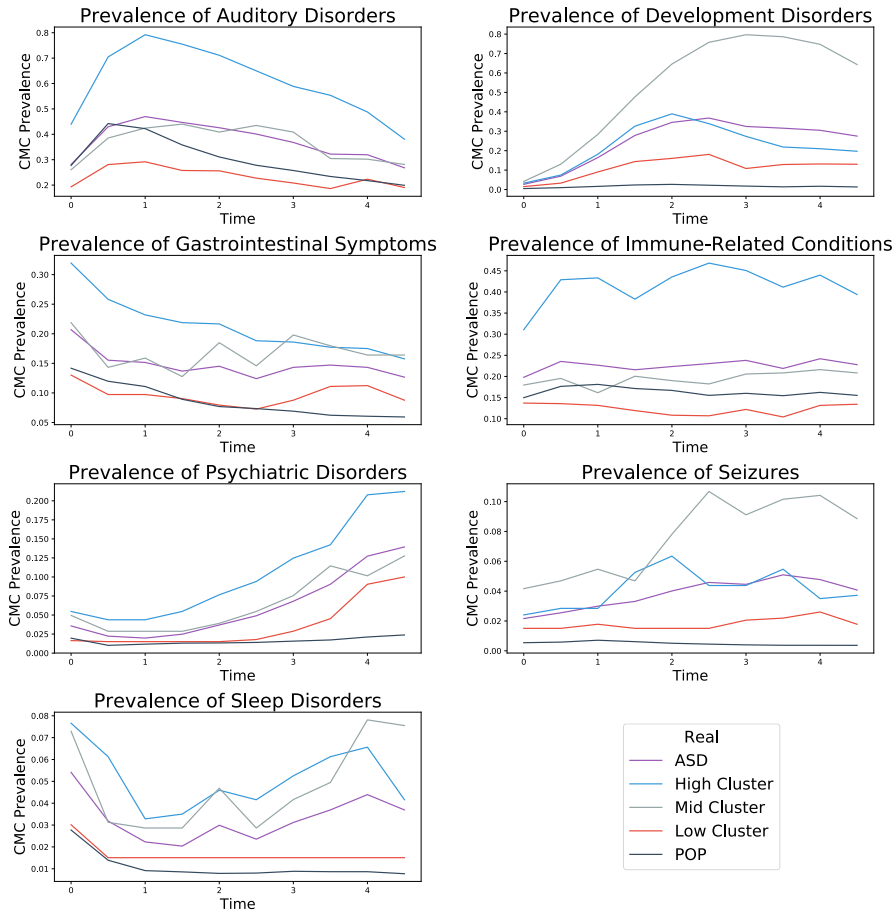 Prevalence of Auditory Disorders
CMC Prevalence
0.8
0.7
0.6
0.5
0.4
0.3
0.2
0 1 2 3 4
Time
Prevalence of Development Disorders
CMC Prevalence
0.8
0.7
0.6
0.5
0.4
0.3
0.2
0.1
0.0
0 1 2 3 4
Time
Prevalence of Gastrointestinal Symptoms
CMC Prevalence
0.30
0.25
0.20
0.15
0.10
0.05
0 1 2 3 4
Time
Prevalence of Immune-Related Conditions
CMC Prevalence
0.45
0.40
0.35
0.30
0.25
0.20
0.15
0.10
0 1 2 3 4
Time
Prevalence of Psychiatric Disorders
CMC Prevalence
0.200
0.175
0.150
0.125
0.100
0.075
0.050
0.025
0.000
0 1 2 3 4
Time
Prevalence of Seizures
CMC Prevalence
0.10
0.08
0.06
0.04
0.02
0.00
0 1 2 3 4
Time
Prevalence of Sleep Disorders
CMC Prevalence
0.08
0.07
0.06
0.05
0.04
0.03
0.02
0.01
0 1 2 3 4
Time
Real
ASD
High Cluster
Mid Cluster
Low Cluster
POP